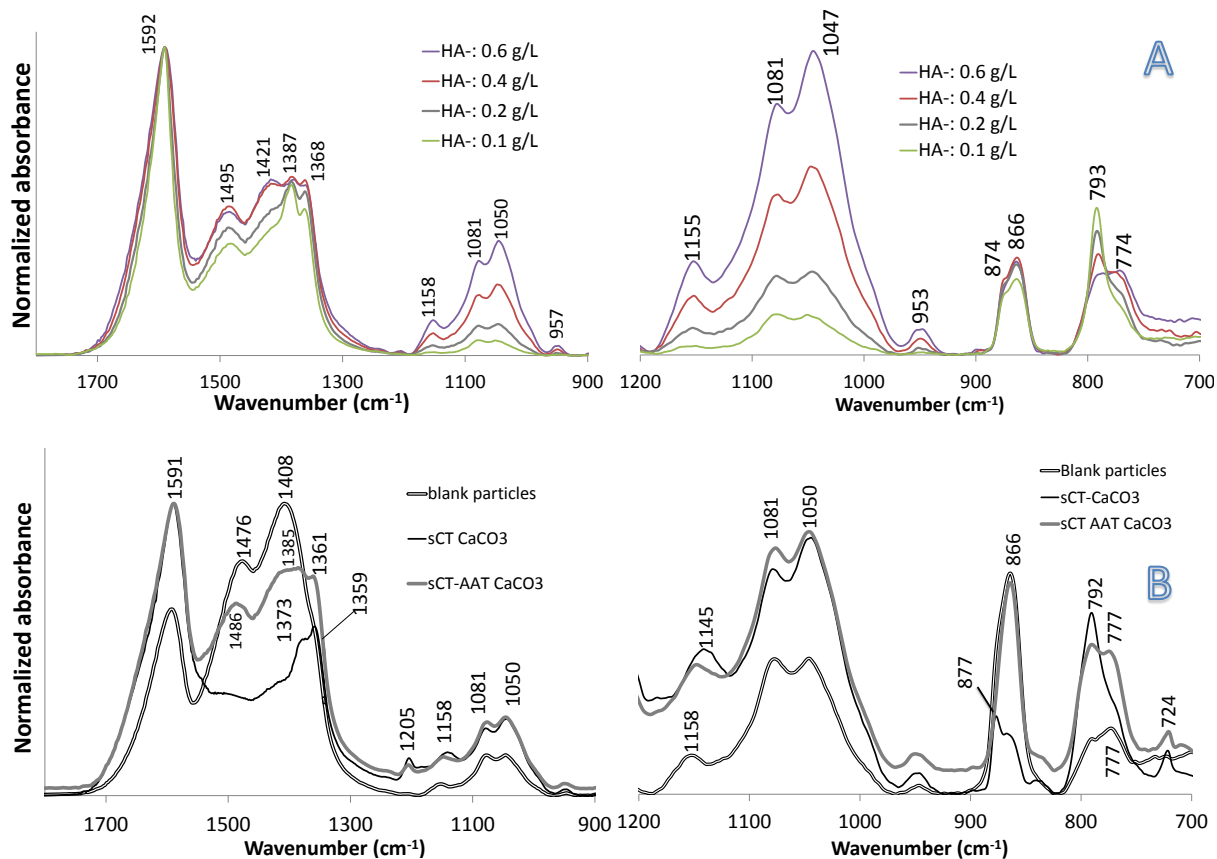 1592
HA-: 0.6 g/L
HA-: 0.4 g/L
HA-: 0.2 g/L
HA-: 0.1 g/L
1495
1421
1387
1368
1158
1081
1050
957
Normalized absorbance
1700
1500
1300
1100
900
Wavenumber (cm-1)
A
1047
1081
HA-: 0.6 g/L
HA-: 0.4 g/L
HA-: 0.2 g/L
HA-: 0.1 g/L
1155
953
874
866
793
774
1200
1100
1000
900
800
700
Wavenumber (cm-1)
1591
1476
1408
1385
1361
1359
1486
1373
blank particles
sCT CaCO3
sCT-AAT CaCO3
1205
1158
1081
1050
Normalized absorbance
1700
1500
1300
1100
900
Wavenumber (cm-1)
Blank particles
sCT-CaCO3
sCT AAT CaCO3
B
1081
1050
1145
1158
866
877
792
777
777
724
1200
1100
1000
900
800
700
Wavenumber (cm-1)